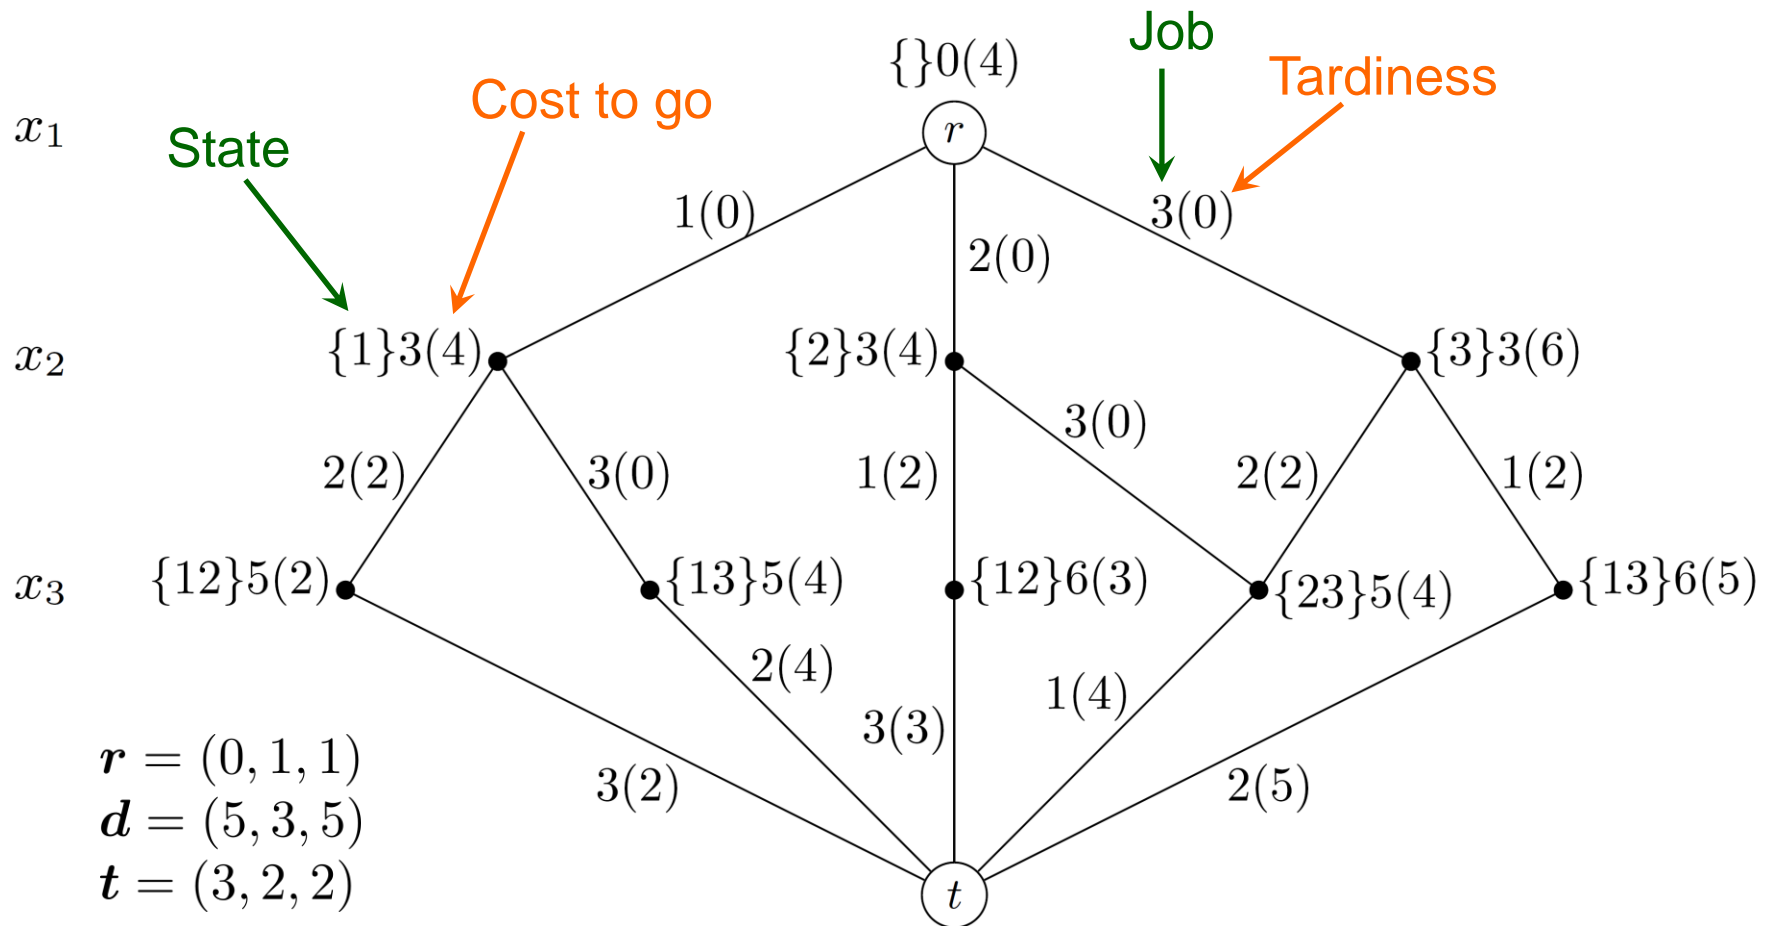 Job
{}0(4)
Tardiness
Cost to go
x₁
r
State
1(0)
3(0)
2(0)
x₂
{1}3(4)
{2}3(4)
{3}3(6)
3(0)
2(2)
3(0)
1(2)
2(2)
1(2)
x₃
{12}5(2)
{13}5(4)
{12}6(3)
{23}5(4)
{13}6(5)
2(4)
1(4)
3(3)
3(2)
2(5)
r = (0, 1, 1)
d = (5, 3, 5)
t = (3, 2, 2)
t